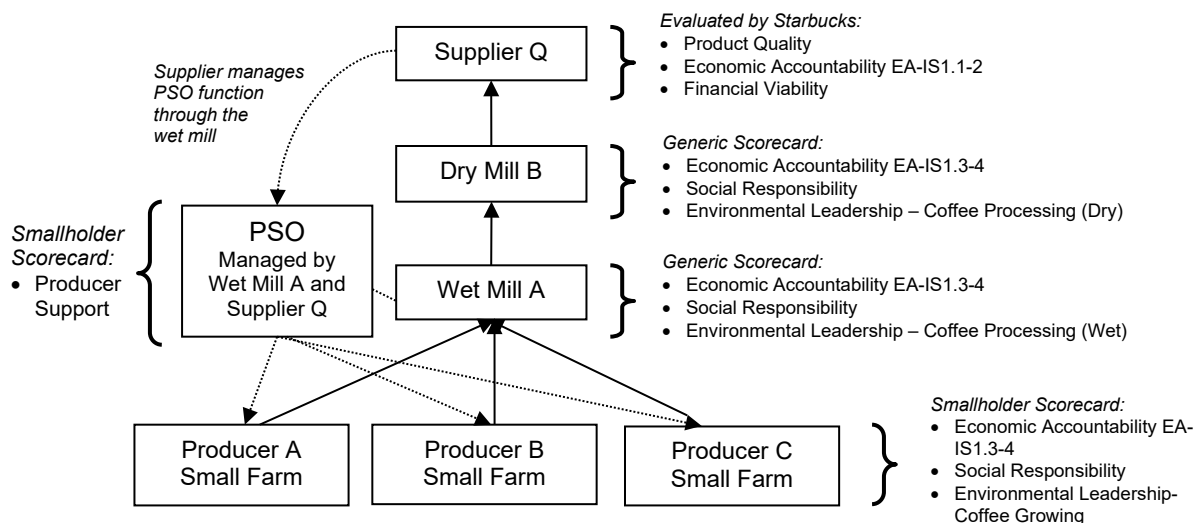 Evaluated by Starbucks:
• Product Quality
• Economic Accountability EA-IS1.1-2
• Financial Viability
Supplier Q
Supplier manages
PSO function
through the
wet mill
Generic Scorecard:
• Economic Accountability EA-IS1.3-4
• Social Responsibility
• Environmental Leadership – Coffee Processing (Dry)
Dry Mill B
Smallholder
Scorecard:
• Producer
Support
PSO
Managed by
Wet Mill A and
Supplier Q
Wet Mill A
Generic Scorecard:
• Economic Accountability EA-IS1.3-4
• Social Responsibility
• Environmental Leadership – Coffee Processing (Wet)
Producer A
Small Farm
Producer B
Small Farm
Producer C
Small Farm
Smallholder Scorecard:
• Economic Accountability EA-
IS1.3-4
• Social Responsibility
• Environmental Leadership-
Coffee Growing